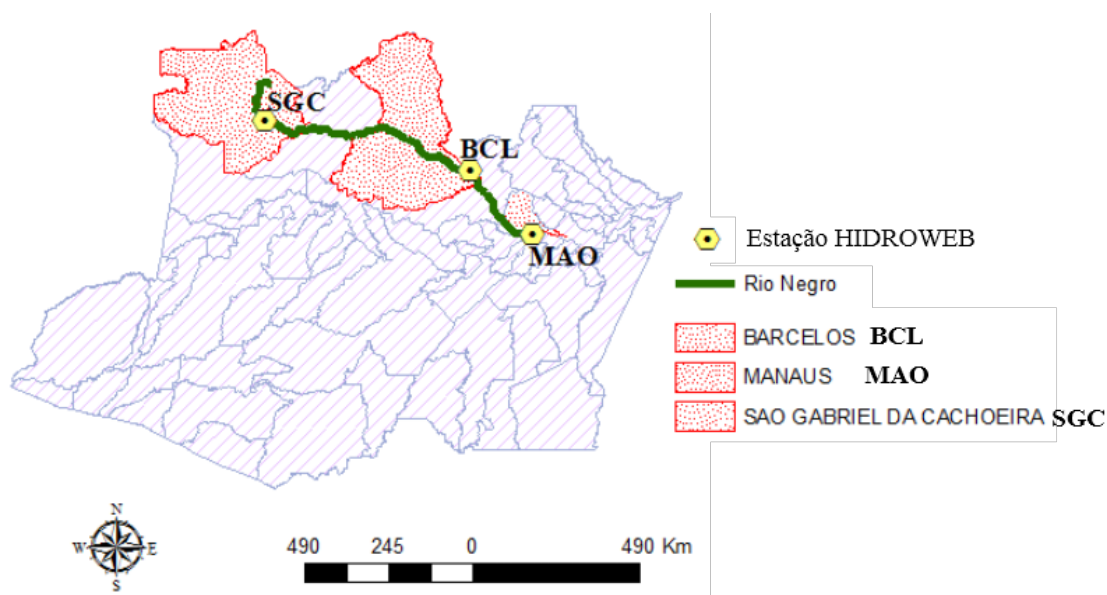 SGC
BCL
MAO
Estação HIDROWEB
Rio Negro
BARCELOS BCL
MANAUS MAO
SAO GABRIEL DA CACHOEIRA SGC
N
W E
S
490 245 0 490 Km